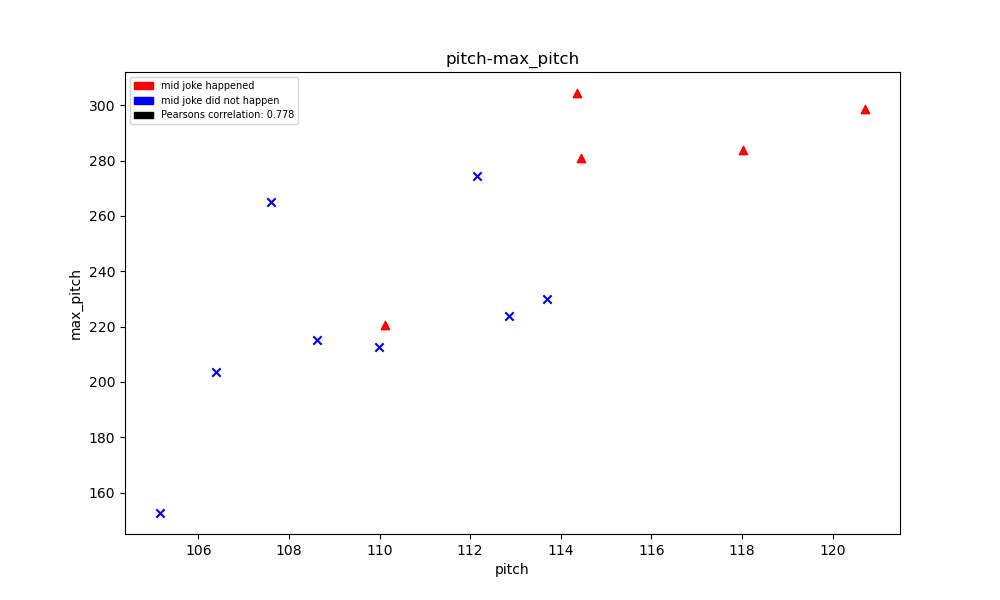 pitch-max_pitch
mid joke happened
mid joke did not happen
Pearsons correlation: 0.778
300
280
260
240
220
200
180
160
max_pitch
106 108 110 112 114 116 118 120
pitch